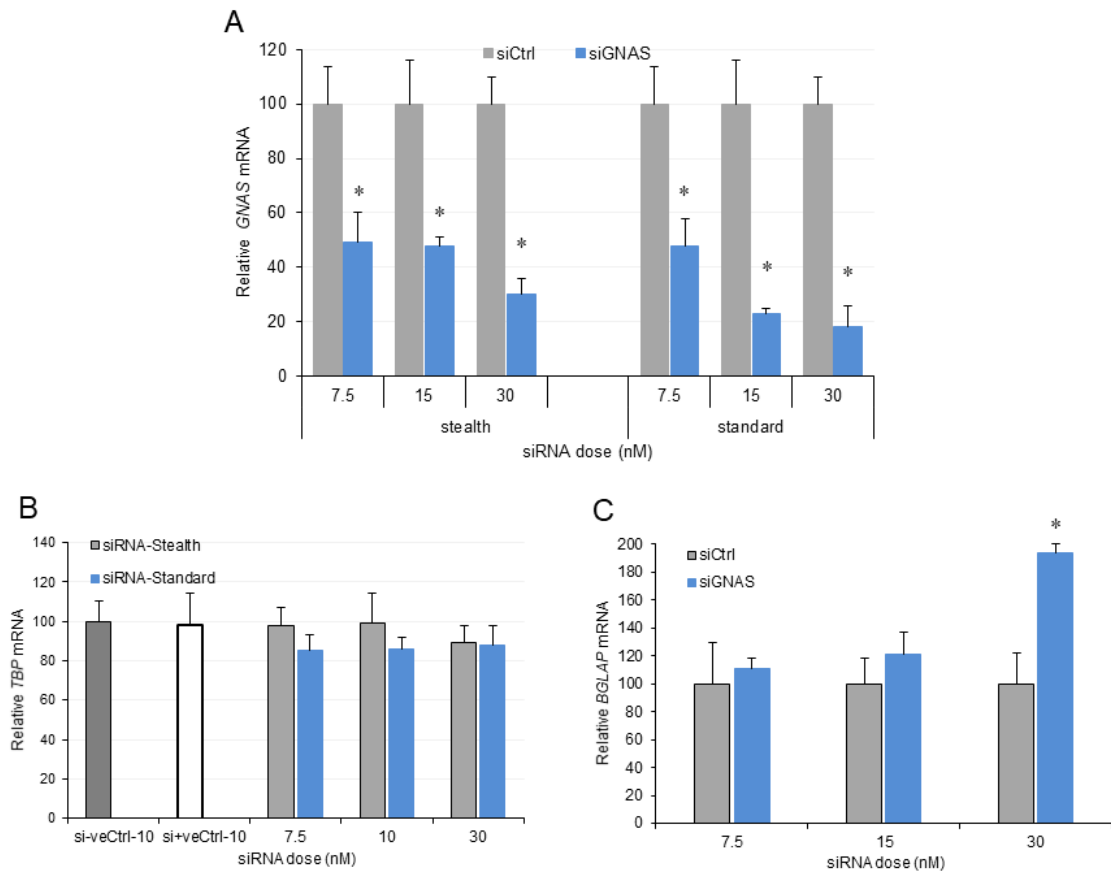 A
siCtrl siGNAS
120
100
80
60
40
20
0
Relative GNAS mRNA
* * * * * *
7.5 15 30 7.5 15 30
stealth standard
siRNA dose (nM)
B
siRNA-Stealth
siRNA-Standard
140
120
100
80
60
40
20
0
Relative TBP mRNA
si-veCtrl-10 si+veCtrl-10 7.5 10 30
siRNA dose (nM)
C
siCtrl
siGNAS
*
200
180
160
140
120
100
80
60
40
20
0
Relative BGLAP mRNA
7.5 15 30
siRNA dose (nM)